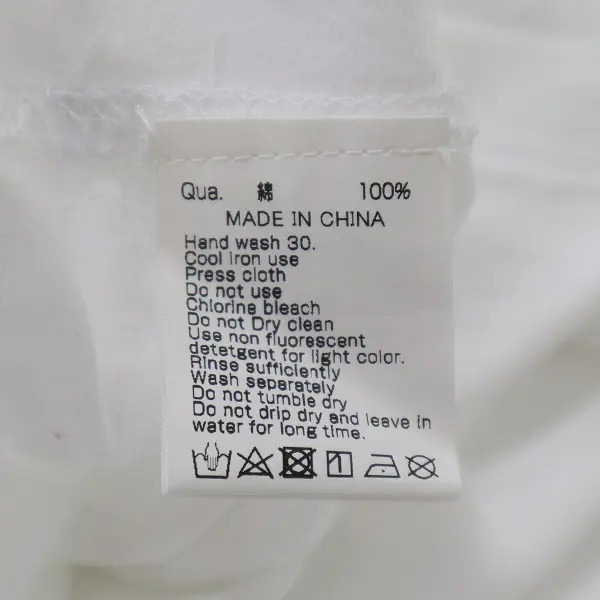 Qua. 綿 100%
MADE IN CHINA
Hand wash 30.
Cool iron use
Press cloth
Do not use
Chlorine bleach
Do not Dry clean
Use non fluorescent
detetgent for light color.
Rinse sufficiently
Wash separately
Do not tumble dry
Do not drip dry and leave in
water for long time.